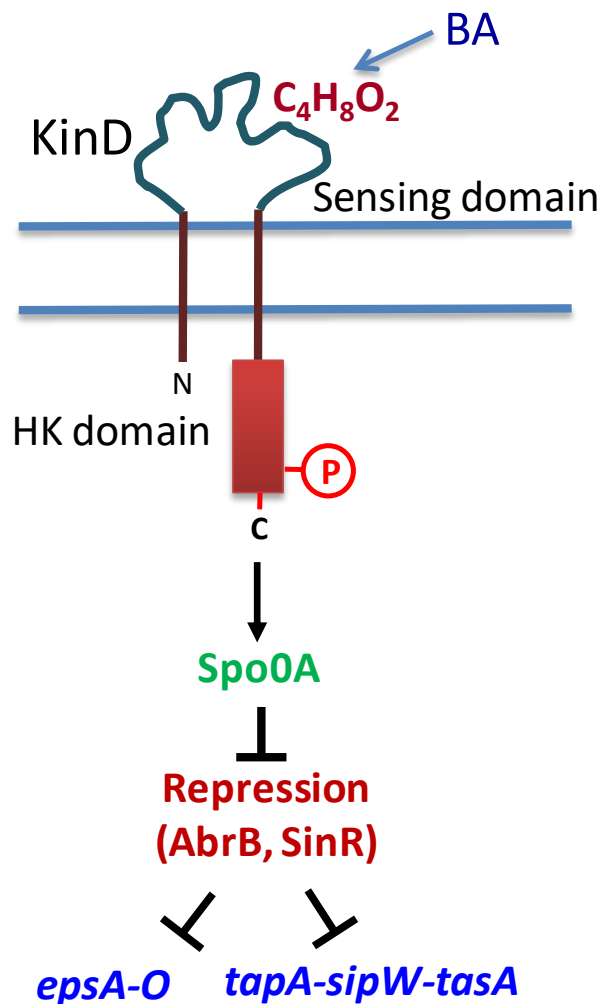 BA
C₄H₈O₂
KinD
Sensing domain
N
HK domain
P
C
Spo0A
Repression
(AbrB, SinR)
epsA-O tapA-sipW-tasA